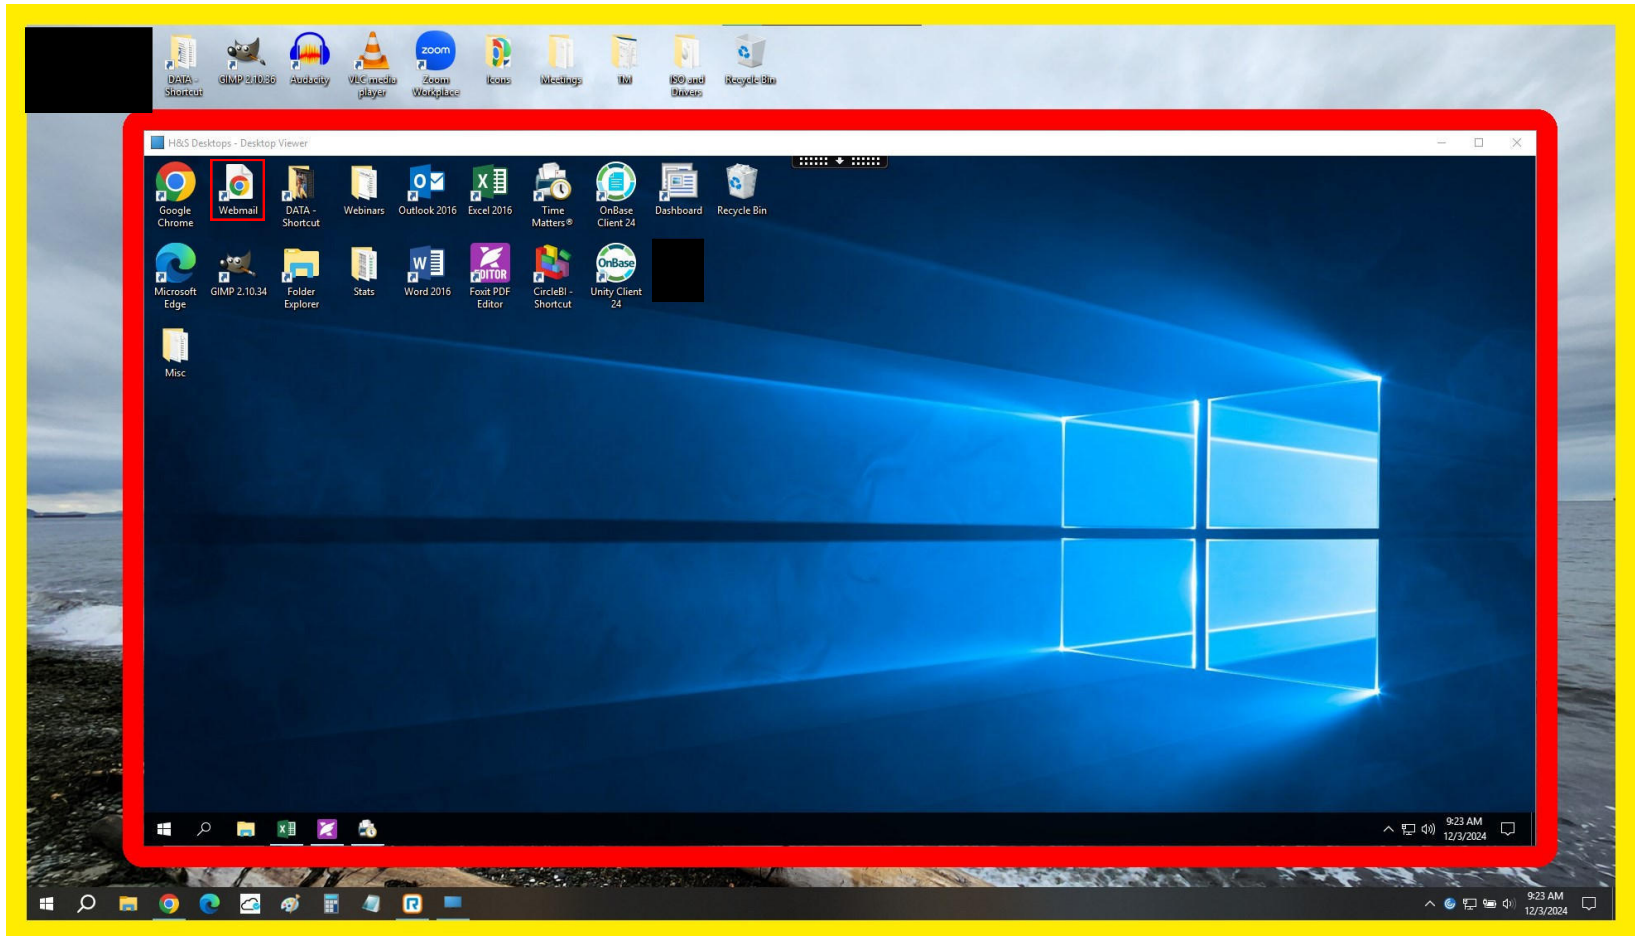 zoom
DATA -
Shortcut
GIMP 2.10.36
Audacity
VLC media
player
Zoom
Workplace
Icons
Meetings
TM
ISO and
Drivers
Recycle Bin
H&S Desktops - Desktop Viewer
Google
Chrome
Webmail
DATA -
Shortcut
Webinars
Outlook 2016
Excel 2016
Time
Matters®
OnBase
Client 24
Dashboard
Recycle Bin
EDITOR
OnBase
Microsoft
Edge
GIMP 2.10.34
Folder
Explorer
Stats
Word 2016
Foxit PDF
Editor
CircleBI -
Shortcut
Unity Client
24
Misc
9:23 AM
12/3/2024
9:23 AM
12/3/2024